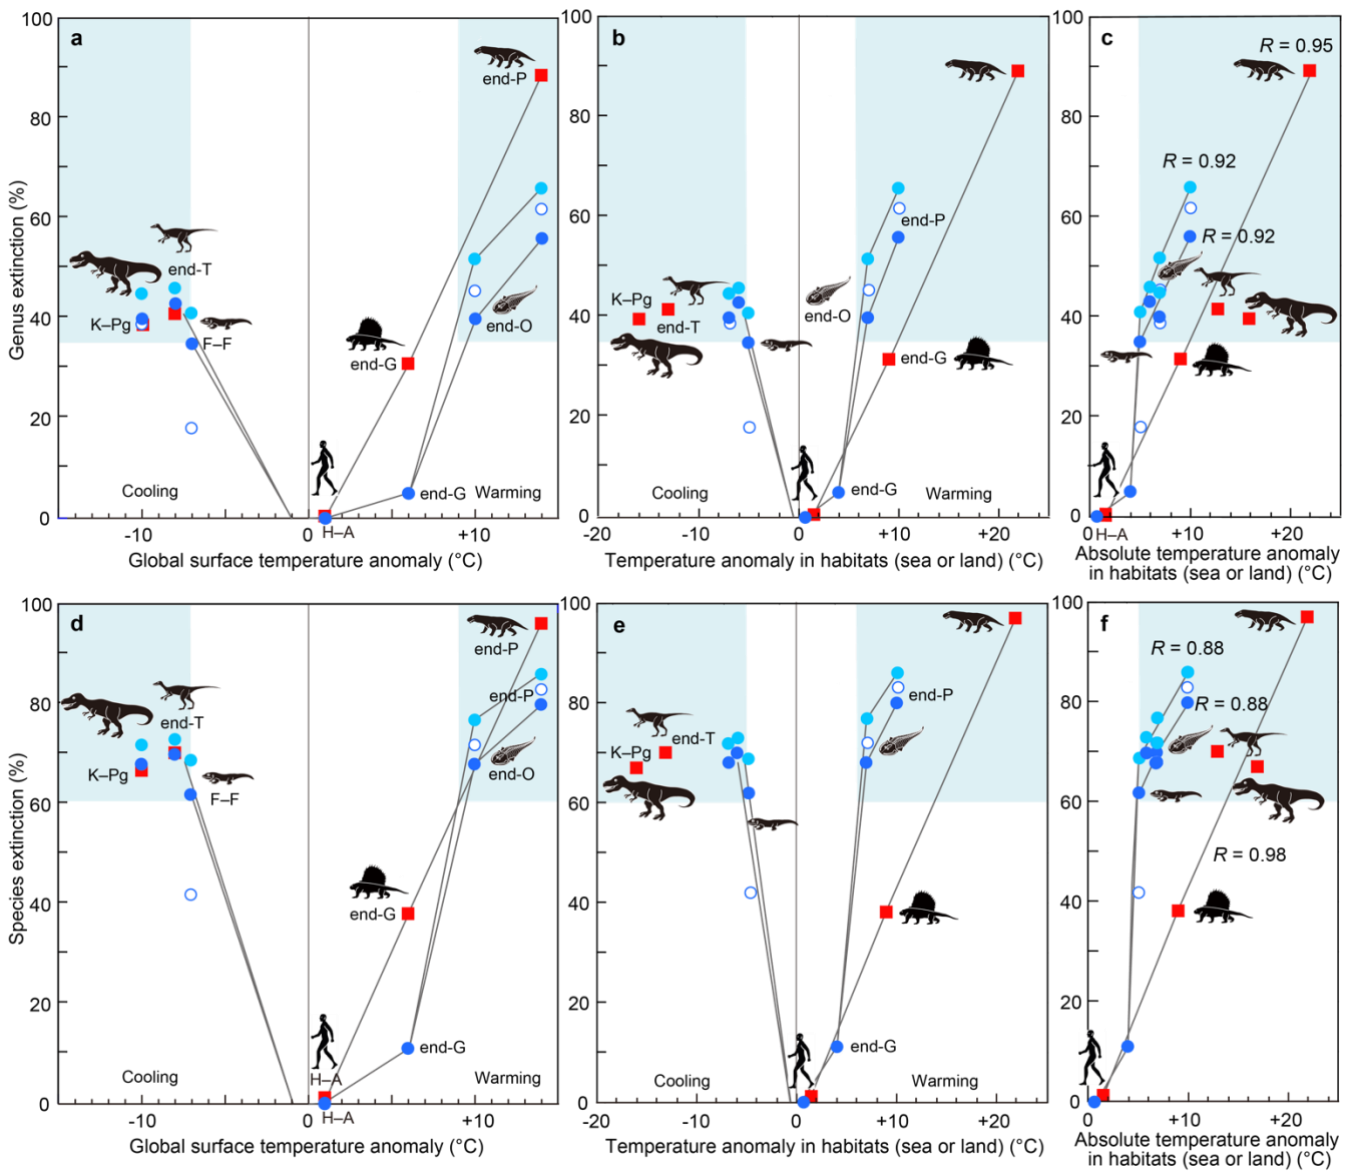 a
end-P
end-T
K–Pg
F–F
end-G
end-O
Cooling
end-G
Warming
H–A
100
80
60
40
20
0
-10
0
+10
Genus extinction (%)
Global surface temperature anomaly (°C)
b
K–Pg
end-T
end-O
end-P
end-G
end-G
Cooling
Warming
100
80
60
40
20
0
-20
-10
0
+10
+20
Temperature anomaly in habitats (sea or land) (°C)
c
R = 0.95
R = 0.92
R = 0.92
H–A
100
80
60
40
20
0
0
+10
+20
Absolute temperature anomaly
in habitats (sea or land) (°C)
d
end-P
end-P
end-T
K–Pg
F–F
end-O
end-G
end-G
Cooling
Warming
H–A
H–A
100
80
60
40
20
0
-10
0
+10
Species extinction (%)
Global surface temperature anomaly (°C)
e
K–Pg
end-T
end-P
end-G
Cooling
Warming
100
80
60
40
20
0
-20
-10
0
+10
+20
Temperature anomaly in habitats (sea or land) (°C)
f
R = 0.88
R = 0.88
R = 0.98
100
80
60
40
20
0
0
+10
+20
Absolute temperature anomaly
in habitats (sea or land) (°C)